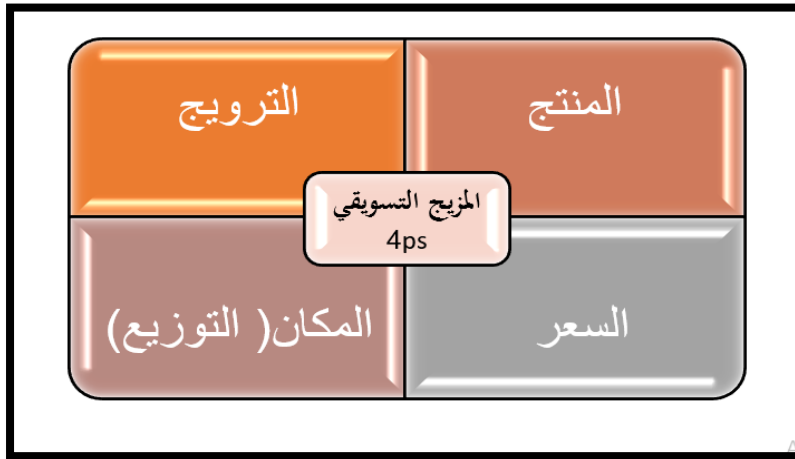 المنتج
الترويج
المزيج التسويقي
4ps
السعر
المكان( التوزيع)